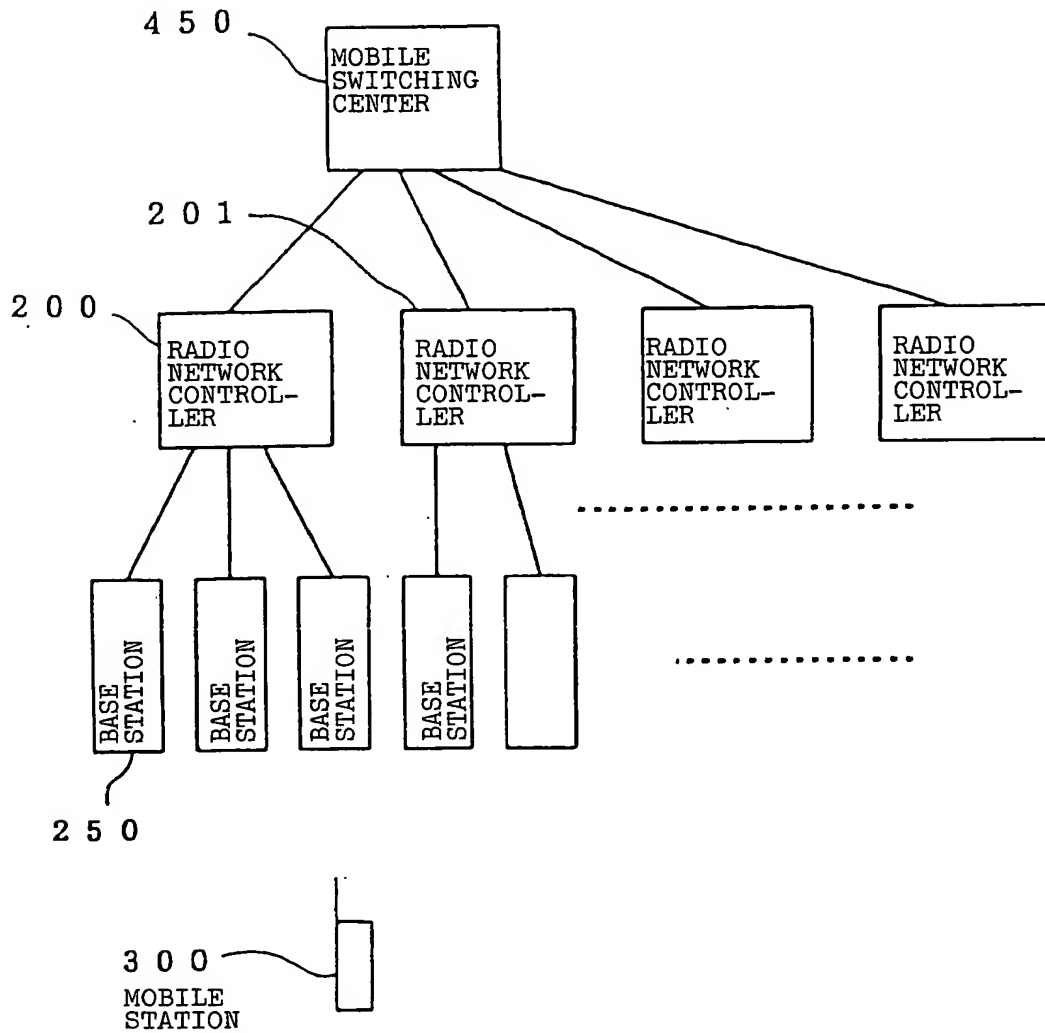 450
MOBILE
SWITCHING
CENTER
201
200
RADIO
NETWORK
CONTROL-
LER
RADIO
NETWORK
CONTROL-
LER
RADIO
NETWORK
CONTROL-
LER
RADIO
NETWORK
CONTROL-
LER
BASE
STATION
BASE
STATION
BASE
STATION
BASE
STATION
250
300
MOBILE
STATION